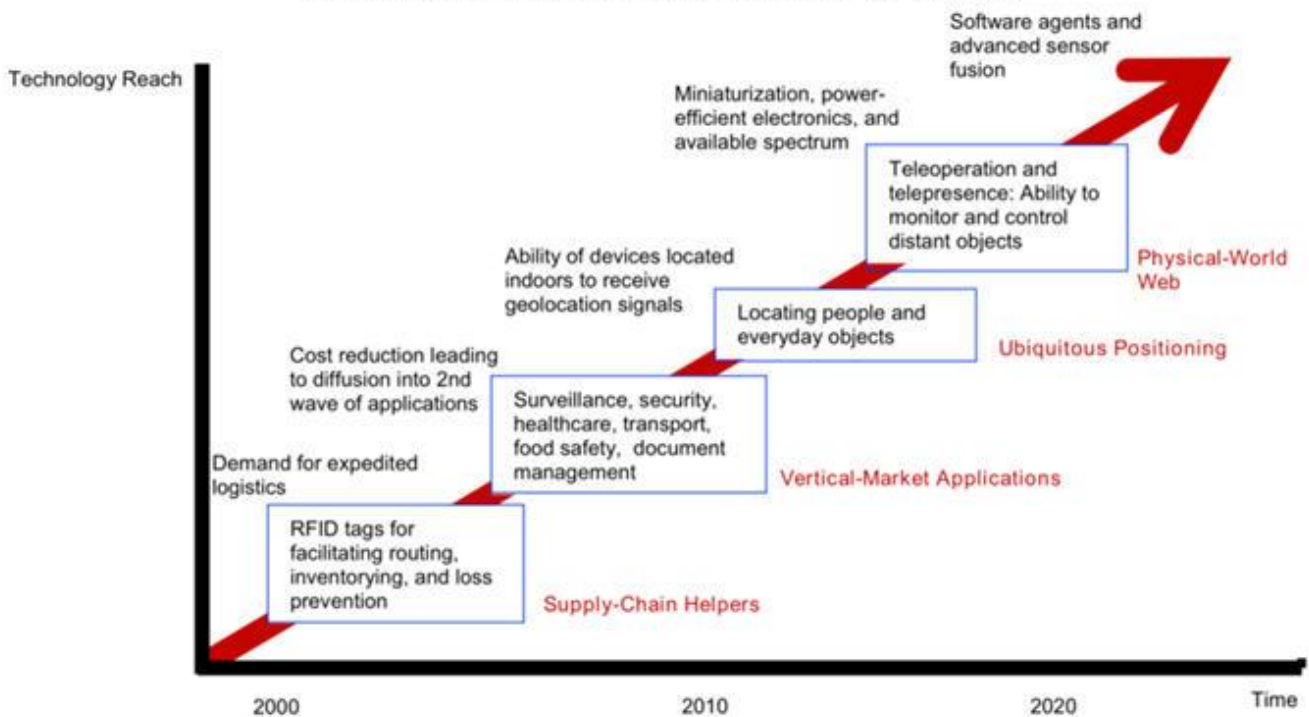 Software agents and
advanced sensor
fusion
Technology Reach
Miniaturization, power-
efficient electronics, and
available spectrum
Teleoperation and
telepresence: Ability to
monitor and control
distant objects
Physical-World
Web
Ability of devices located
indoors to receive
geolocation signals
Locating people and
everyday objects
Ubiquitous Positioning
Cost reduction leading
to diffusion into 2nd
wave of applications
Surveillance, security,
healthcare, transport,
food safety, document
management
Vertical-Market Applications
Demand for expedited
logistics
RFID tags for
facilitating routing,
inventorying, and loss
prevention
Supply-Chain Helpers
2000
2010
2020
Time